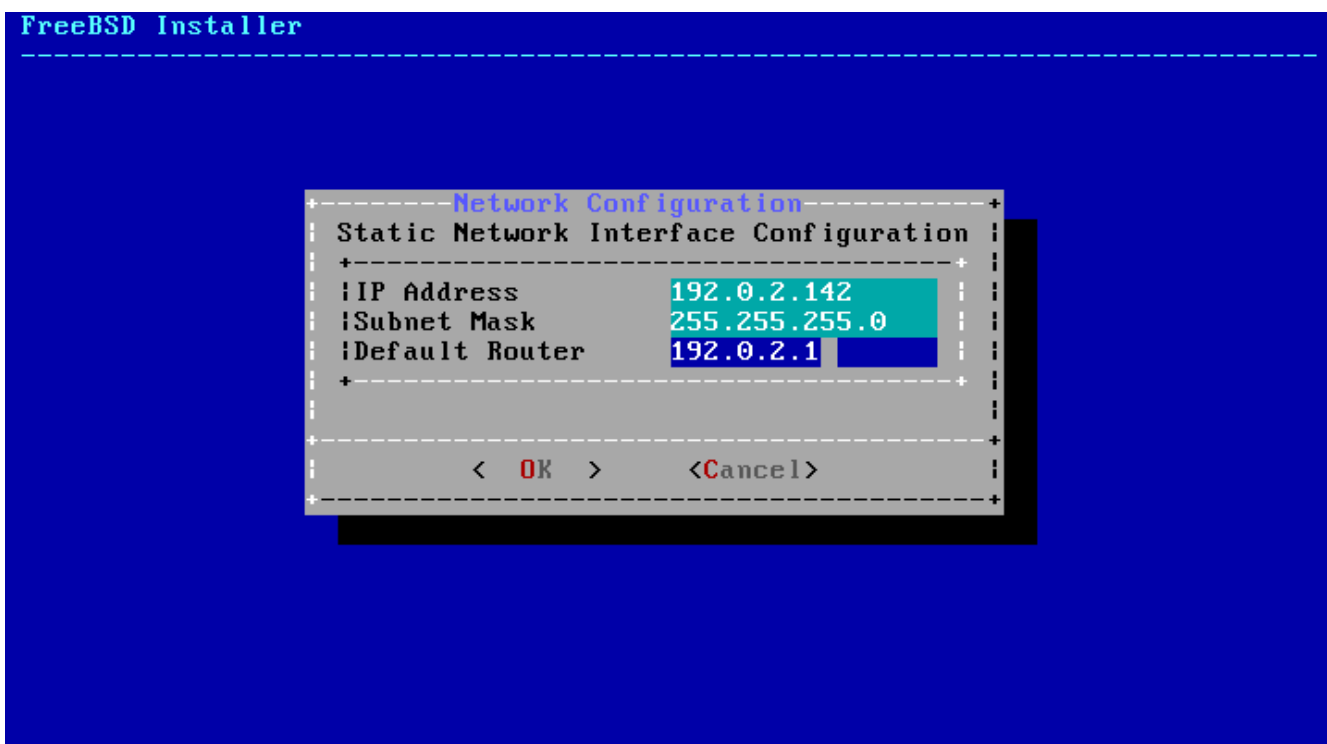 FreeBSD Installer
Network Configuration
Static Network Interface Configuration
IP Address 192.0.2.142
Subnet Mask 255.255.255.0
Default Router 192.0.2.1
< OK > <Cancel>